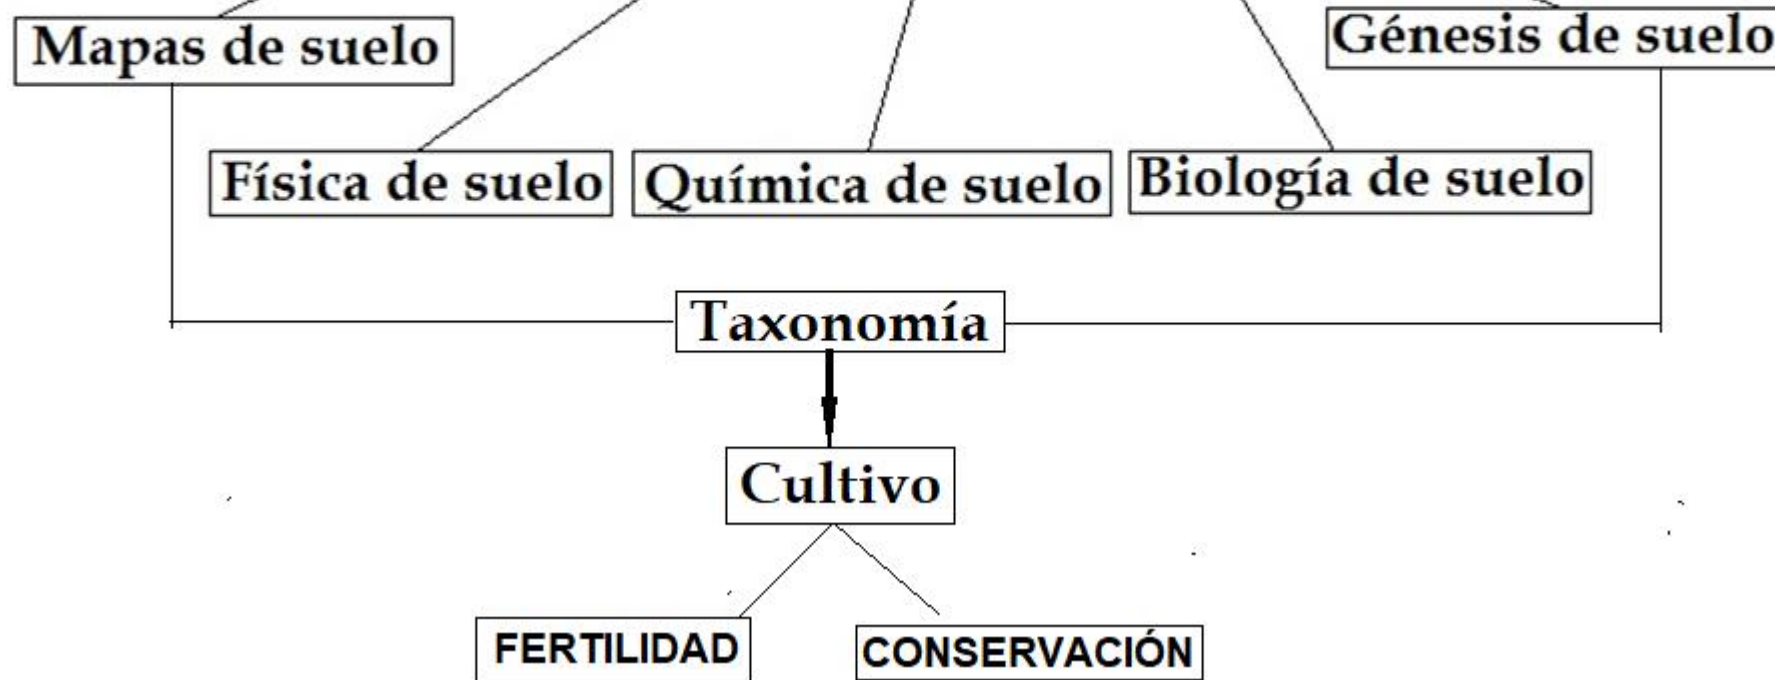 Mapas de suelo
Génesis de suelo
Física de suelo
Química de suelo
Biología de suelo
Taxonomía
Cultivo
FERTILIDAD
CONSERVACIÓN